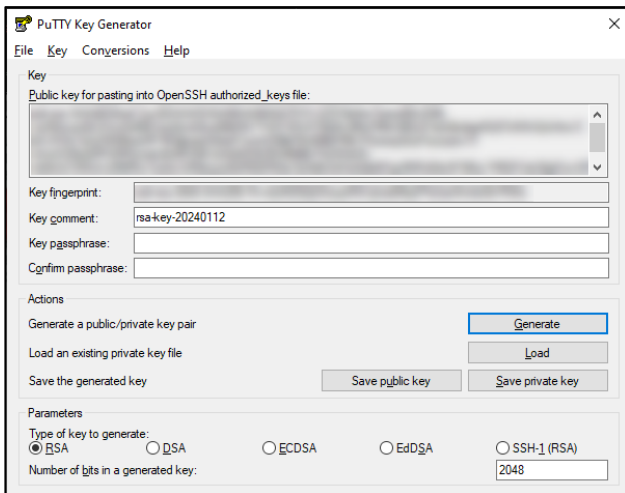 PuTTY Key Generator
File Key Conversions Help
Key
Public key for pasting into OpenSSH authorized_keys file:
Key fingerprint:
Key comment: rsa-key-20240112
Key passphrase:
Confirm passphrase:
Actions
Generate a public/private key pair Generate
Load an existing private key file Load
Save the generated key Save public key Save private key
Parameters
Type of key to generate:
RSA DSA ECDSA EdDSA SSH-1 (RSA)
Number of bits in a generated key: 2048